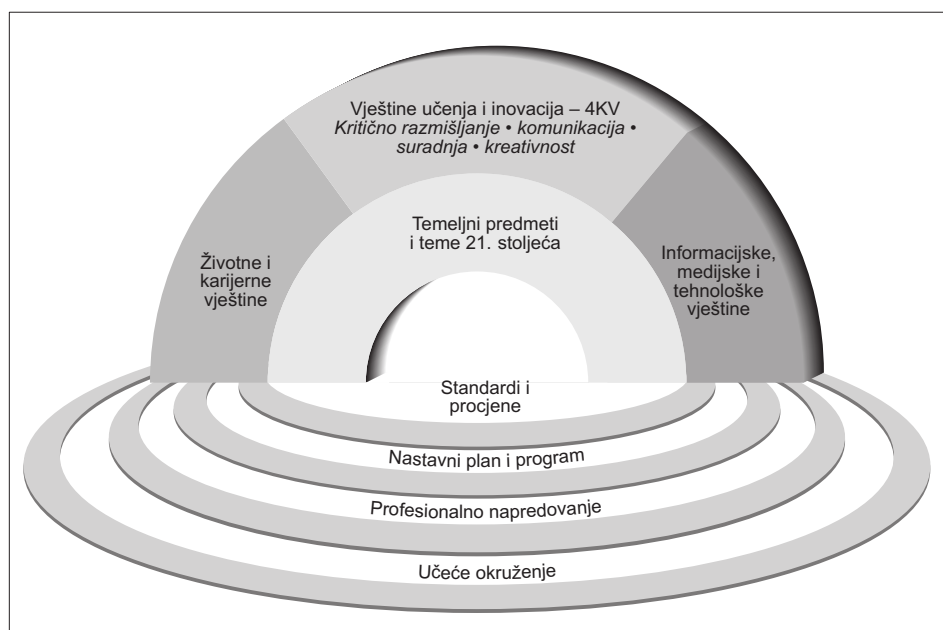 Vještine učenja i inovacija – 4KV
Kritično razmišljanje • komunikacija •
suradnja • kreativnost
Temeljni predmeti
i teme 21. stoljeća
Životne i
karijerne
vještine
Informacijske,
medijske i
tehnološke
vještine
Standardi i
procjene
Nastavni plan i program
Profesionalno napredovanje
Učeće okruženje